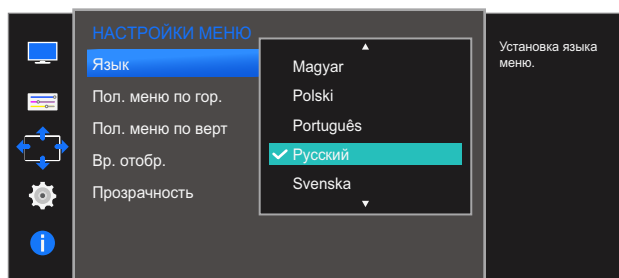 НАСТРОЙКИ МЕНЮ
Язык
Пол. меню по гор.
Пол. меню по верт
Вр. отобр.
Прозрачность
Magyar
Polski
Português
Русский
Svenska
Установка языка
меню.